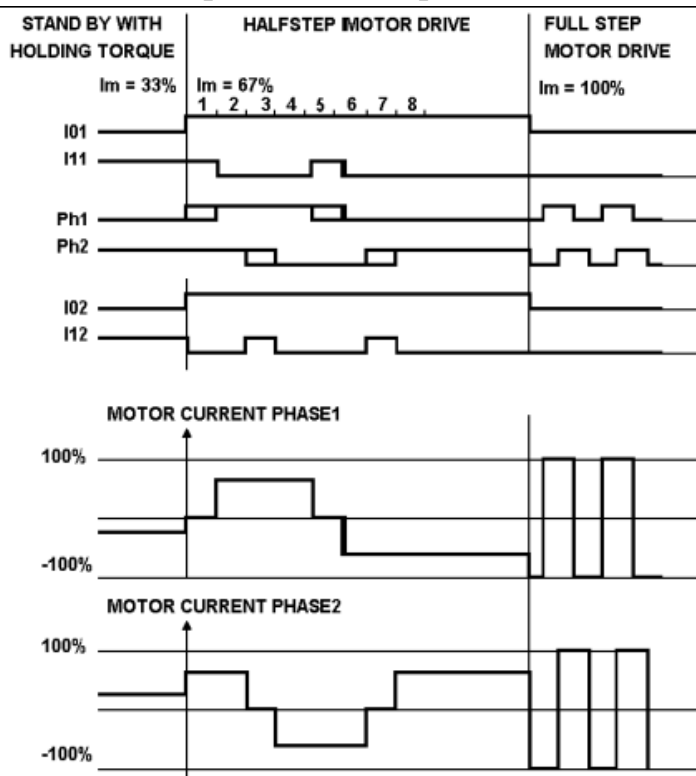 STAND BY WITH
HOLDING TORQUE
HALFSTEP MOTOR DRIVE
FULL STEP
MOTOR DRIVE
Im = 33%
Im = 67%
Im = 100%
1 2 3 4 5 6 7 8
I01
I11
Ph1
Ph2
I02
I12
MOTOR CURRENT PHASE1
100%
-100%
MOTOR CURRENT PHASE2
100%
-100%